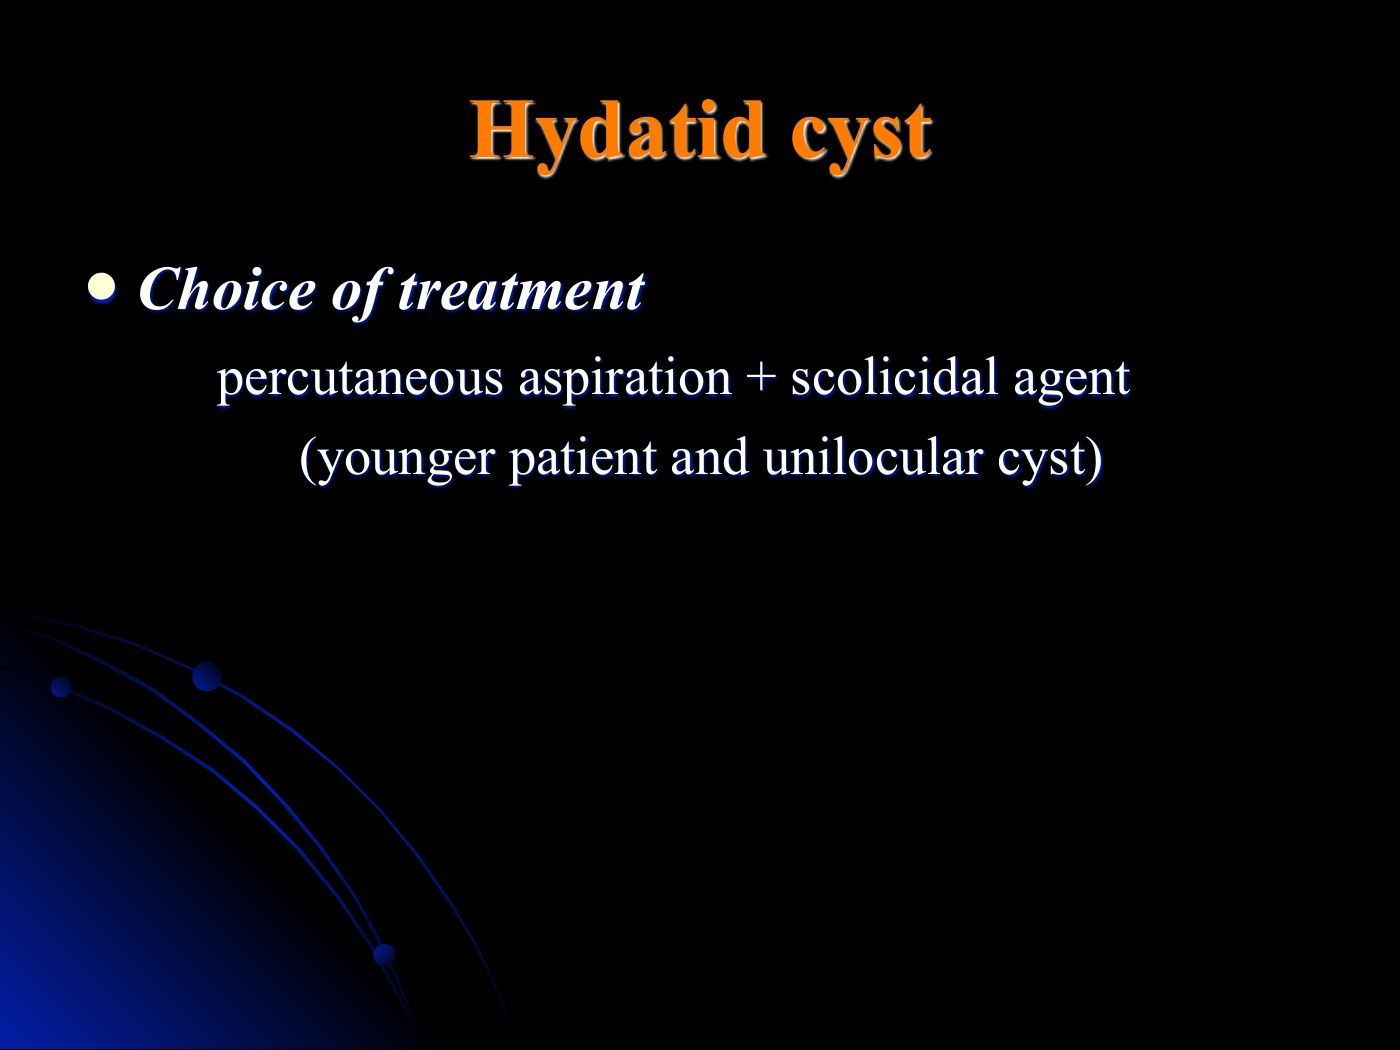 Hydatid cyst
Choice of treatment
percutaneous aspiration + scolicidal agent
(younger patient and unilocular cyst)